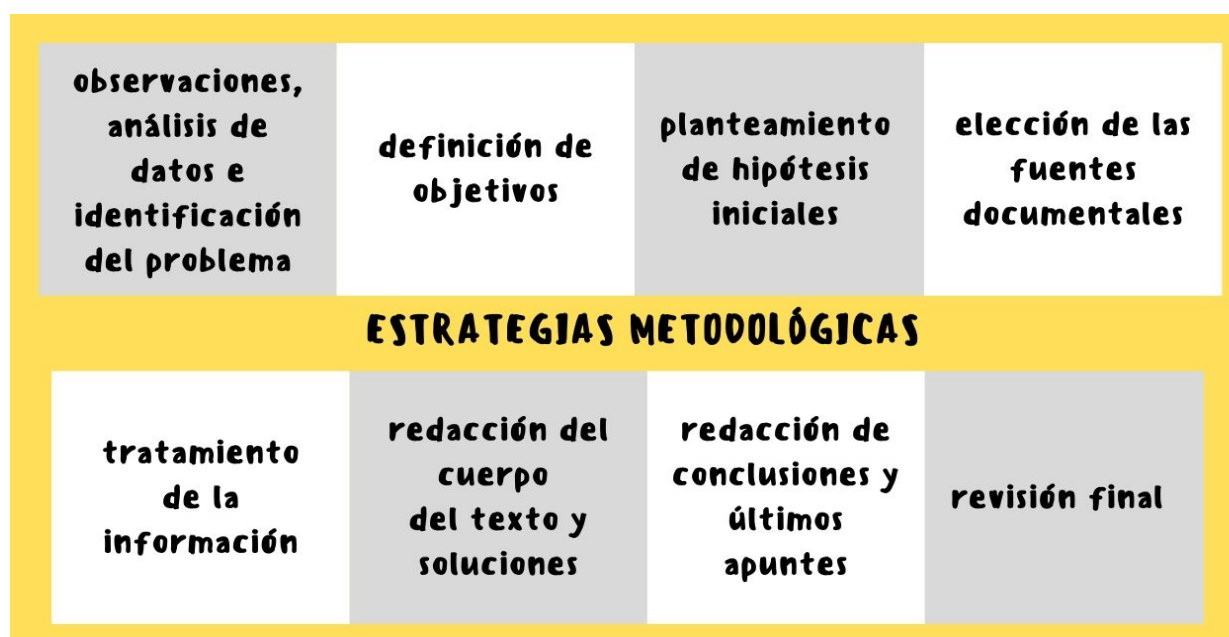 observaciones,
análisis de
datos e
identificación
del problema
definición de
objetivos
planteamiento
de hipótesis
iniciales
elección de las
fuentes
documentales
ESTRATEGIAS METODOLÓGICAS
tratamiento
de la
información
redacción del
cuerpo
del texto y
soluciones
redacción de
conclusiones y
últimos
apuntes
revisión final